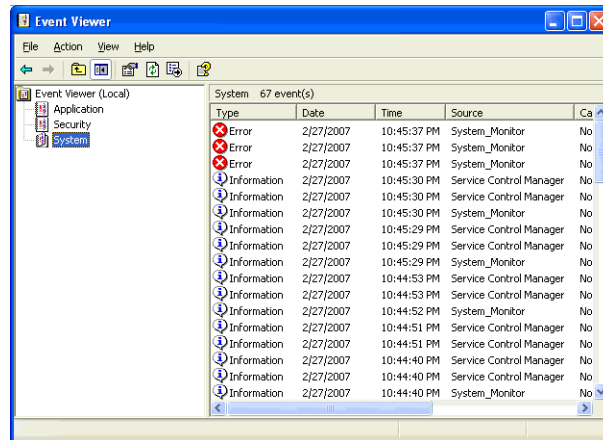 Event Viewer
File Action View Help
Event Viewer (Local)
Application
Security
System
System 67 event(s)
Type Date Time Source Ca
Error 2/27/2007 10:45:37 PM System_Monitor No
Error 2/27/2007 10:45:37 PM System_Monitor No
Error 2/27/2007 10:45:37 PM System_Monitor No
Information 2/27/2007 10:45:30 PM Service Control Manager No
Information 2/27/2007 10:45:30 PM Service Control Manager No
Information 2/27/2007 10:45:30 PM System_Monitor No
Information 2/27/2007 10:45:29 PM Service Control Manager No
Information 2/27/2007 10:45:29 PM Service Control Manager No
Information 2/27/2007 10:45:29 PM System_Monitor No
Information 2/27/2007 10:44:53 PM Service Control Manager No
Information 2/27/2007 10:44:53 PM Service Control Manager No
Information 2/27/2007 10:44:52 PM System_Monitor No
Information 2/27/2007 10:44:51 PM Service Control Manager No
Information 2/27/2007 10:44:51 PM Service Control Manager No
Information 2/27/2007 10:44:40 PM Service Control Manager No
Information 2/27/2007 10:44:40 PM Service Control Manager No
Information 2/27/2007 10:44:40 PM System_Monitor No